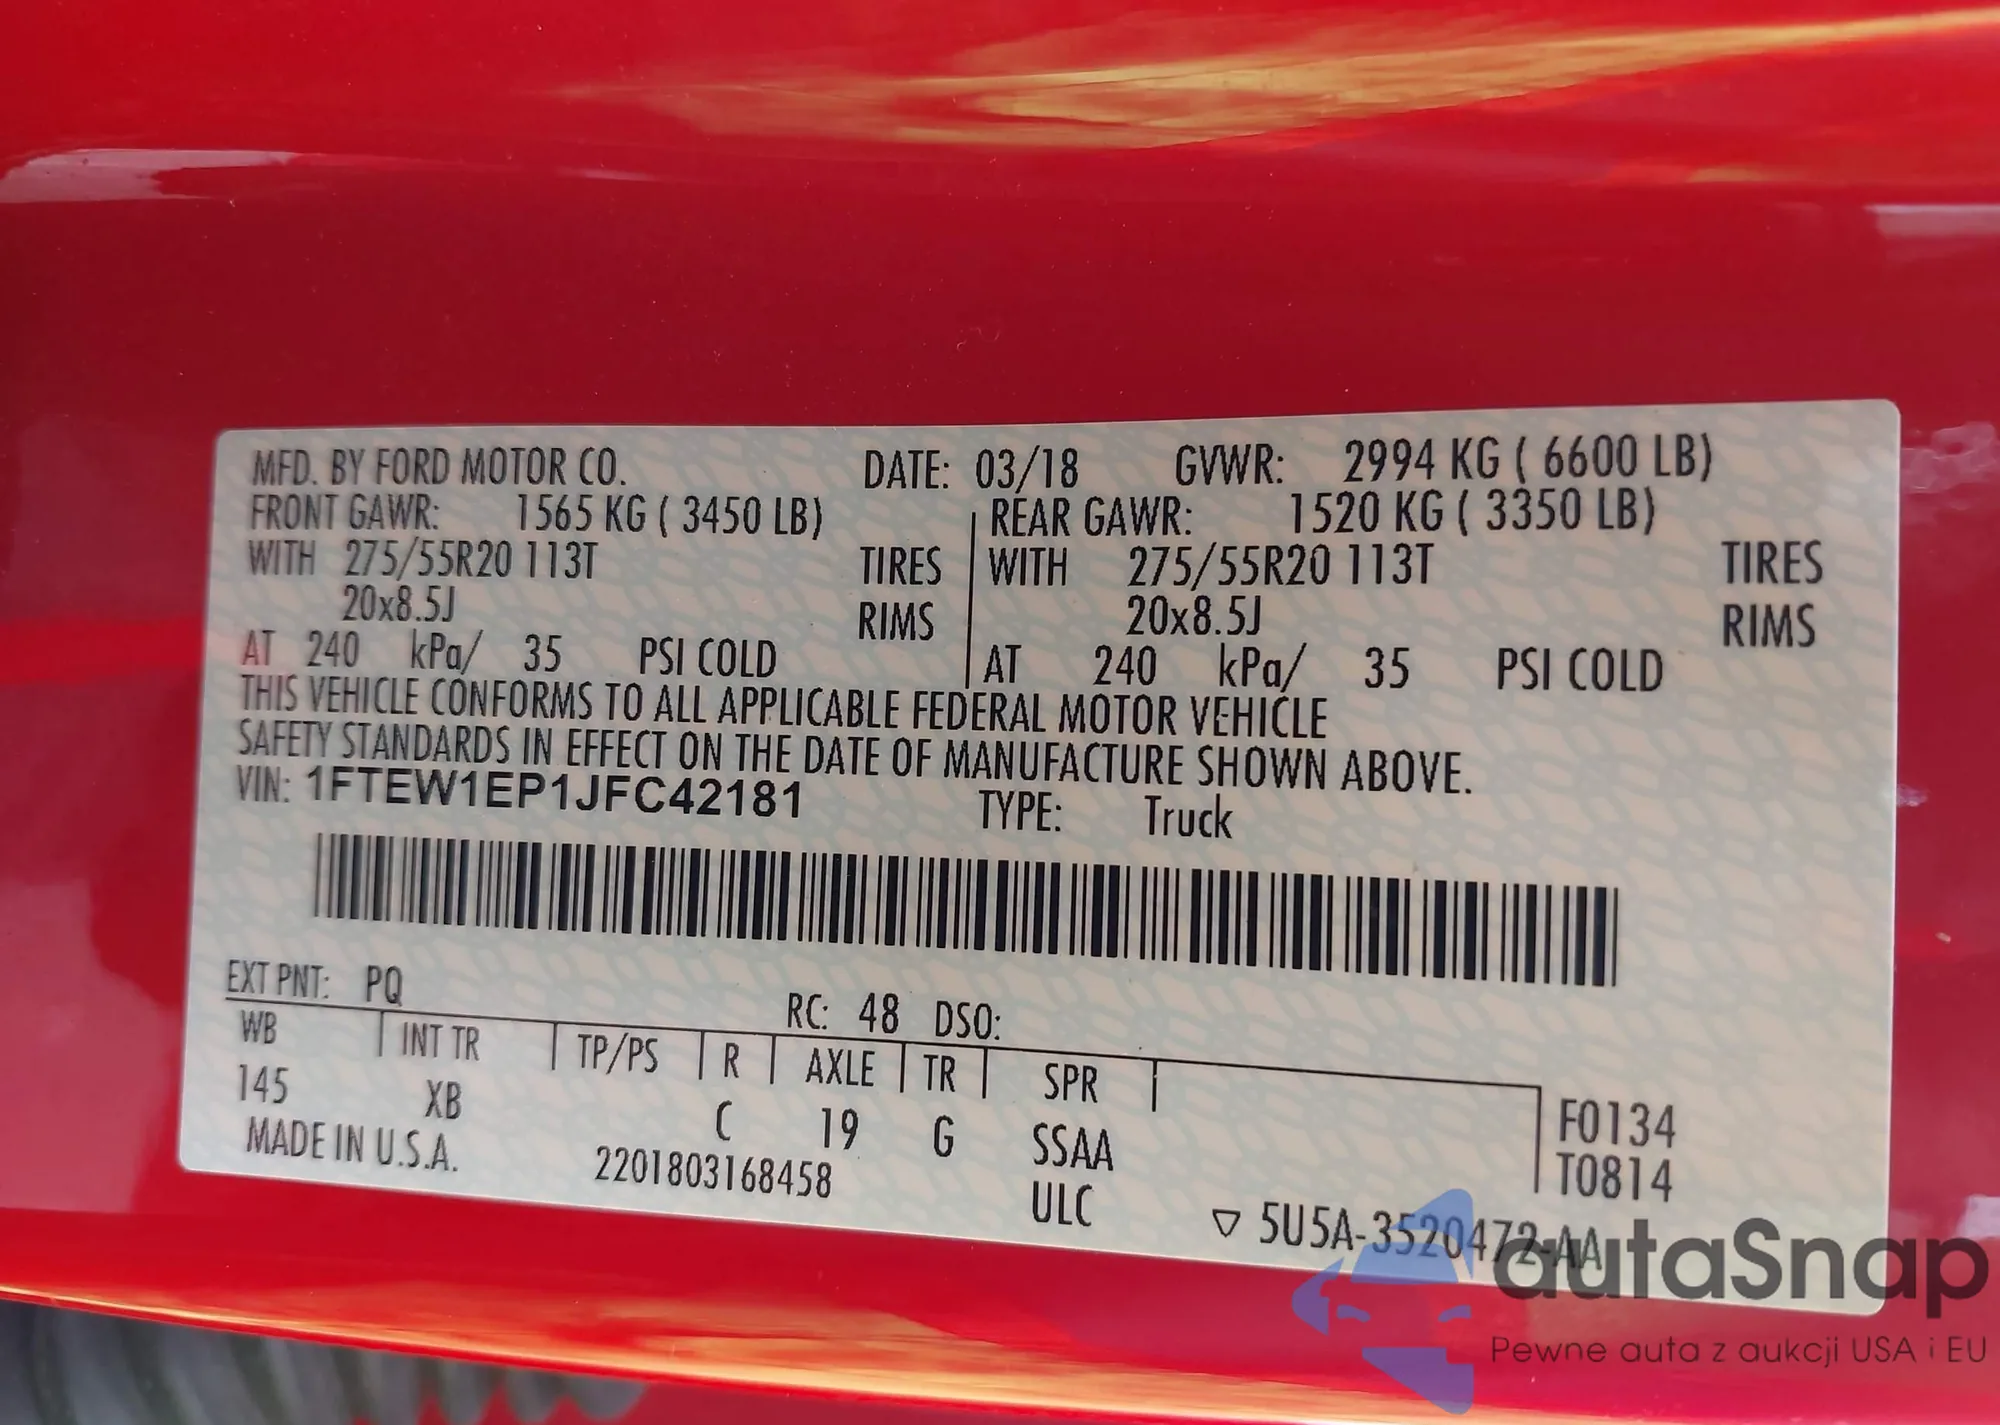 MFD. BY FORD MOTOR CO. DATE: 03/18 GVWR: 2994 KG ( 6600 LB)
FRONT GAWR: 1565 KG ( 3450 LB) REAR GAWR: 1520 KG ( 3350 LB)
WITH 275/55R20 113T TIRES WITH 275/55R20 113T TIRES
20x8.5J RIMS 20x8.5J RIMS
AT 240 kPa/ 35 PSI COLD AT 240 kPa/ 35 PSI COLD
THIS VEHICLE CONFORMS TO ALL APPLICABLE FEDERAL MOTOR VEHICLE
SAFETY STANDARDS IN EFFECT ON THE DATE OF MANUFACTURE SHOWN ABOVE.
VIN: 1FTEW1EP1JFC42181 TYPE: Truck
EXT PNT: PQ RC: 48 DSO:
WB INT TR TP/PS R AXLE TR SPR
145 XB C 19 G SSAA F0134
MADE IN U.S.A. 2201803168458 ULC T0814
▽ 5U5A-3520472-AA
autaSnap
Pewne auta z aukcji USA i EU